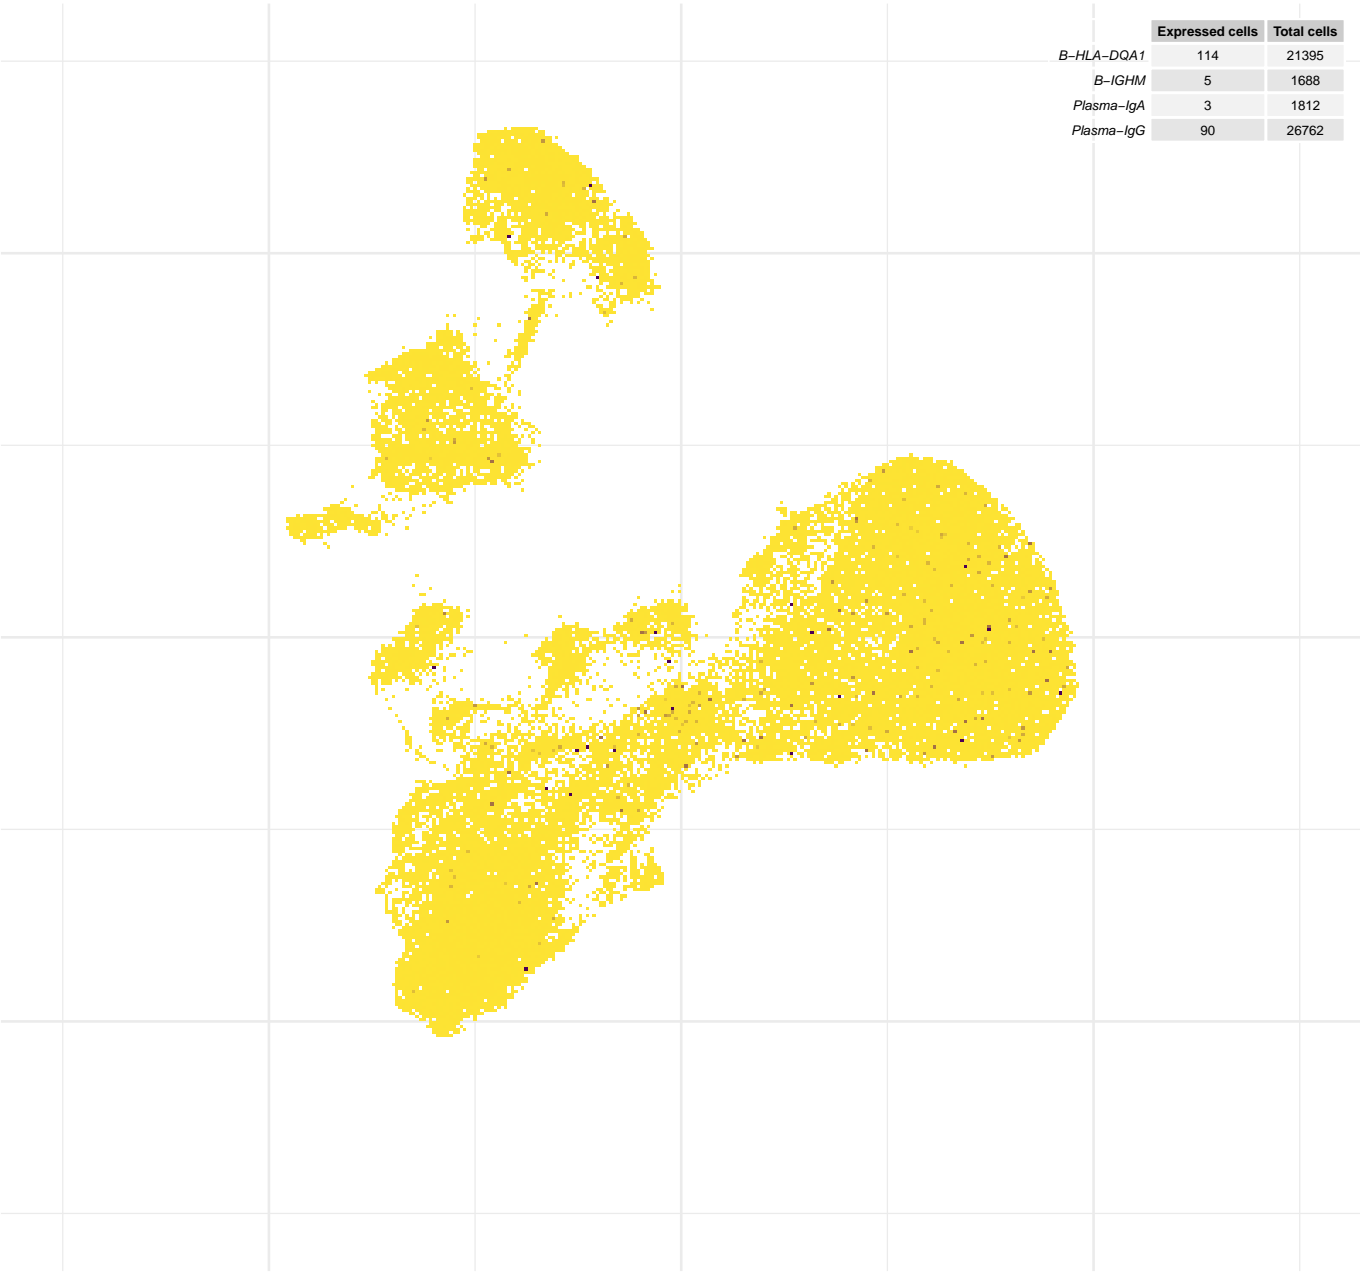 Expressed cells Total cells
B−HLA−DQA1 114 21395
B−IGHM 5 1688
Plasma−IgA 3 1812
Plasma−IgG 90 26762